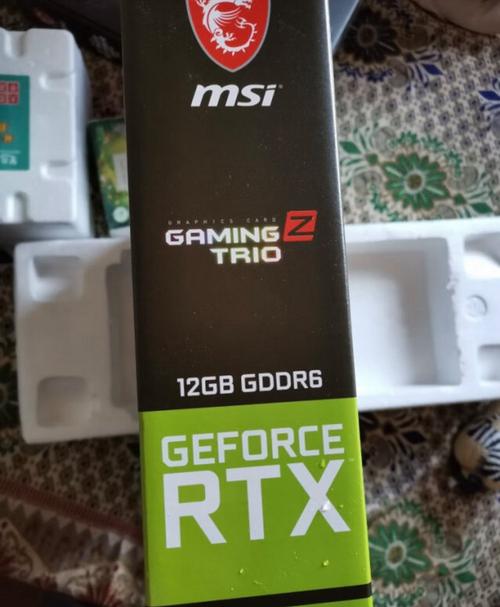 msi
GRAPHICS CARD
GAMING Z
TRIO
12GB GDDR6
GEFORCE
RTX